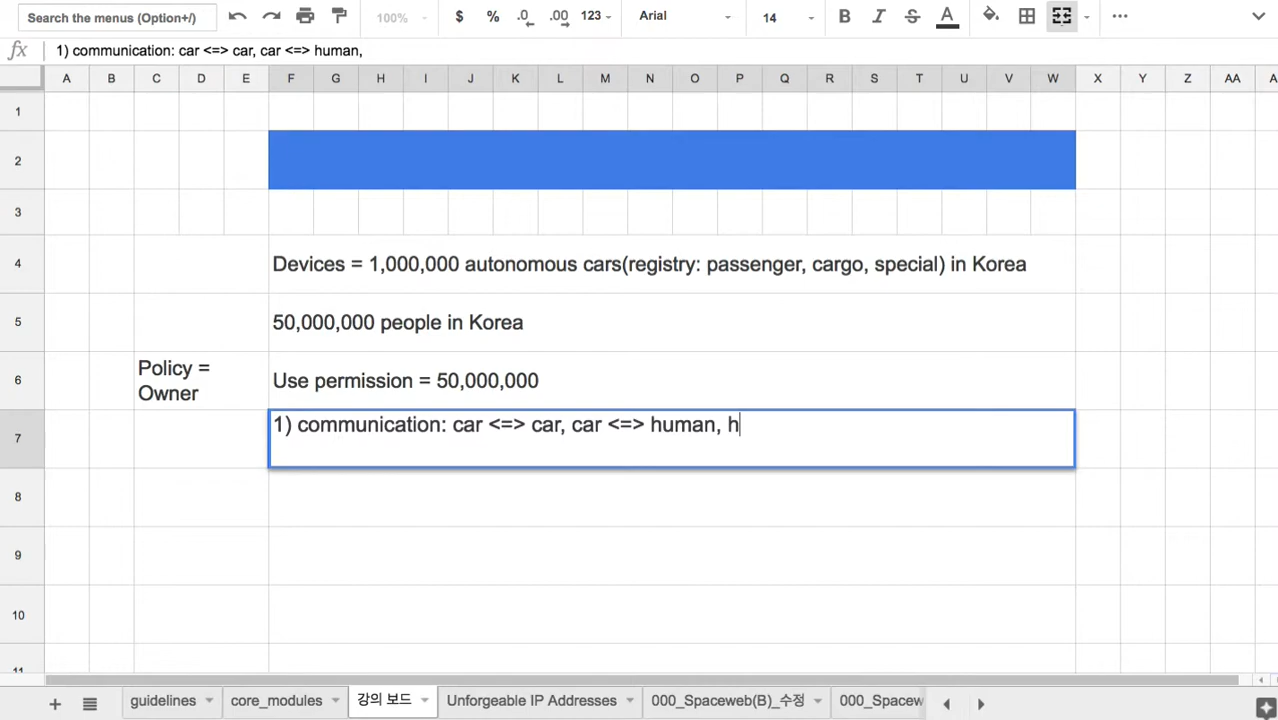 Search the menus (Option+/)
100%
$
%
.0
.00
123
Arial
14
B
I
S
A
fx
1) communication: car <=> car, car <=> human,
A B C D E F G H I J K L M N O P Q R S T U V W X Y Z AA A
1
2
3
4
Devices = 1,000,000 autonomous cars(registry: passenger, cargo, special) in Korea
5
50,000,000 people in Korea
6
Policy =
Owner
Use permission = 50,000,000
7
1) communication: car <=> car, car <=> human, h
8
9
10
11
guidelines
core_modules
강의 보드
Unforgeable IP Addresses
000_Spaceweb(B)_수정
000_Spacew